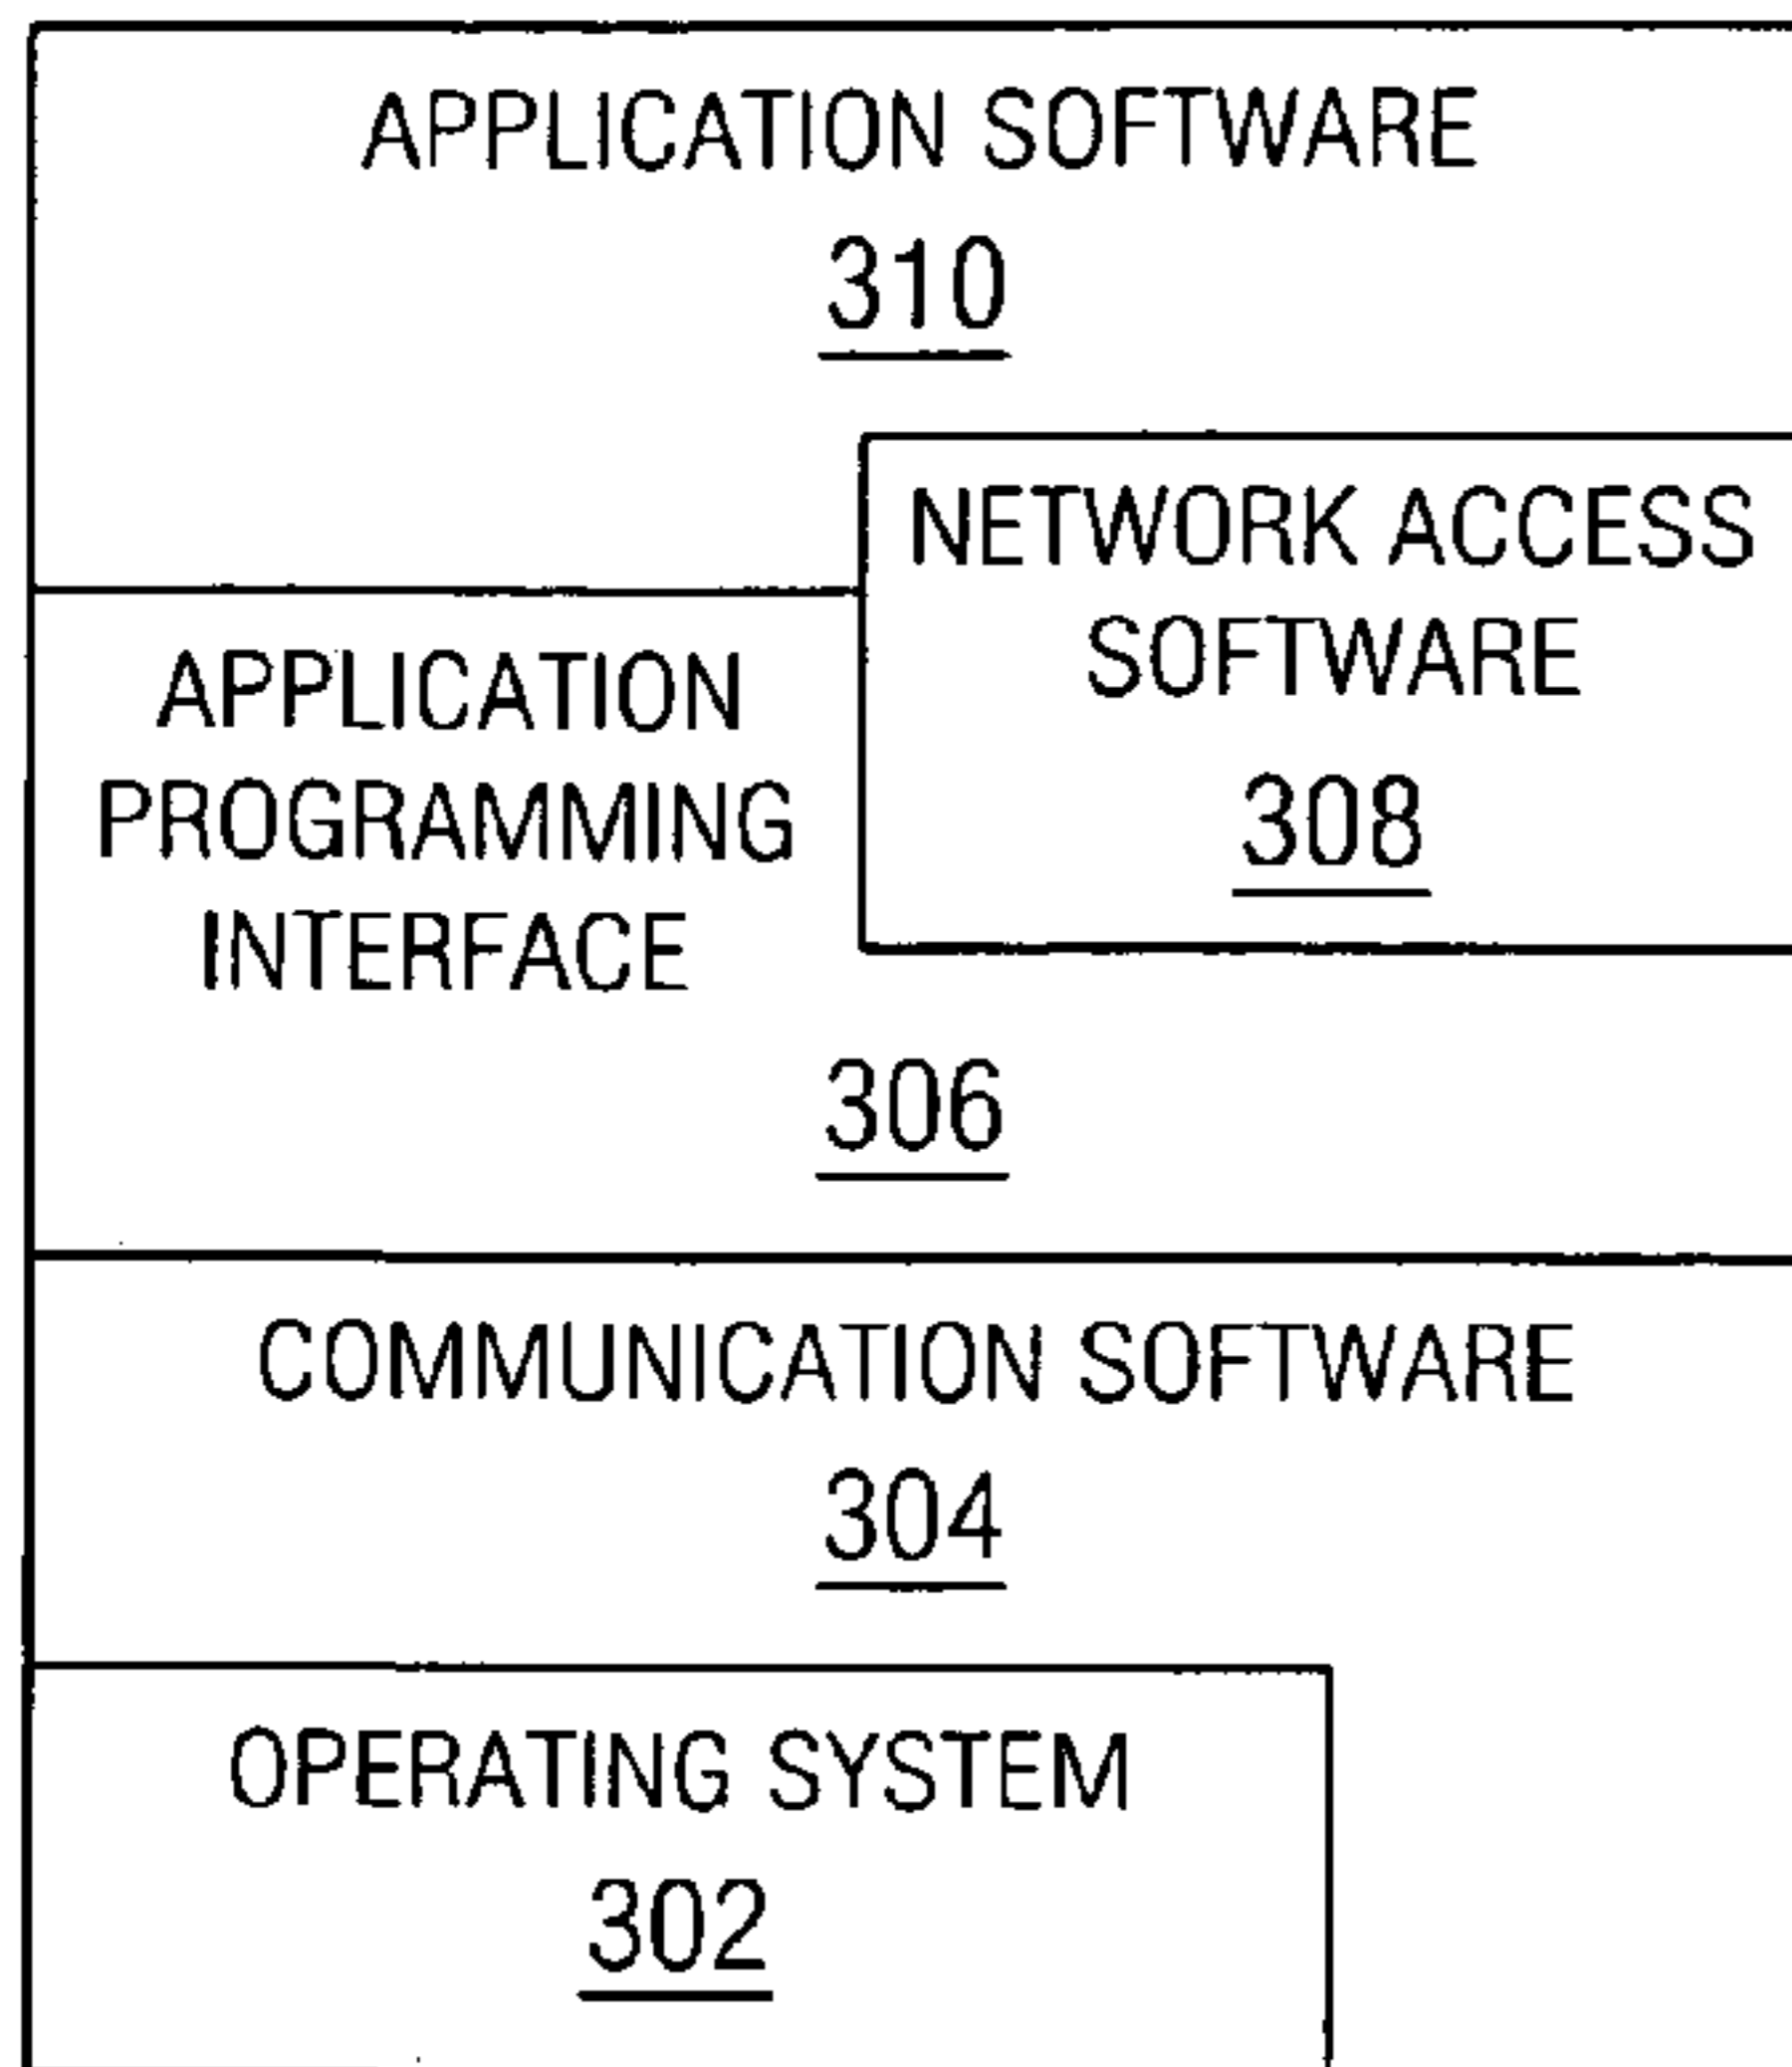 APPLICATION SOFTWARE
310
NETWORK ACCESS
SOFTWARE
308
APPLICATION
PROGRAMMING
INTERFACE
306
COMMUNICATION SOFTWARE
304
OPERATING SYSTEM
302